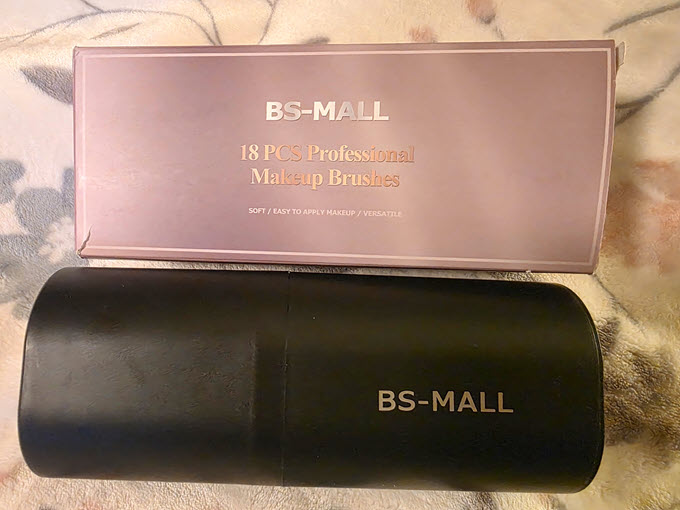 BS-MALL
18 PCS Professional
Makeup Brushes
SOFT / EASY TO APPLY MAKEUP / VERSATILE
BS-MALL